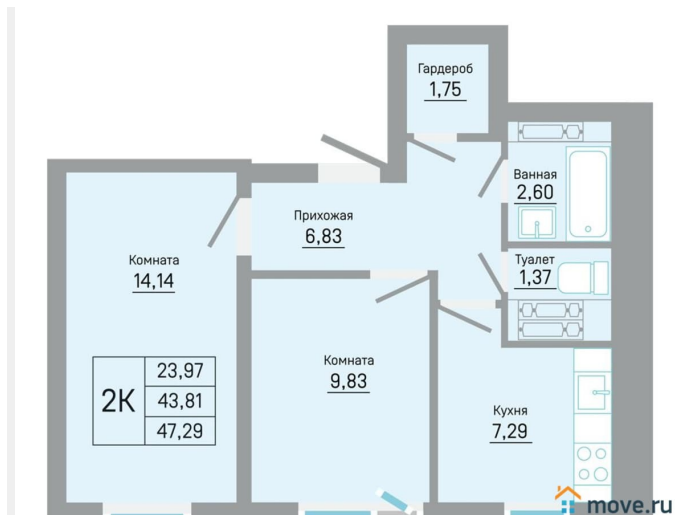 Гардероб
1,75
Ванная
2,60
Прихожая
6,83
Туалет
1,37
Комната
14,14
Комната
9,83
2К
23,97
43,81
47,29
Кухня
7,29
move.ru